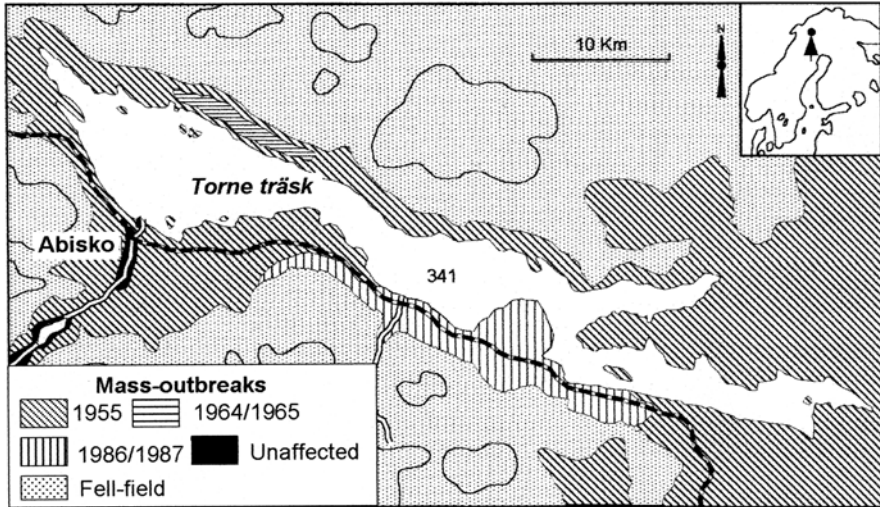 10 Km
N
Torne träsk
Abisko
341
Mass-outbreaks
1955
1964/1965
1986/1987
Unaffected
Fell-field